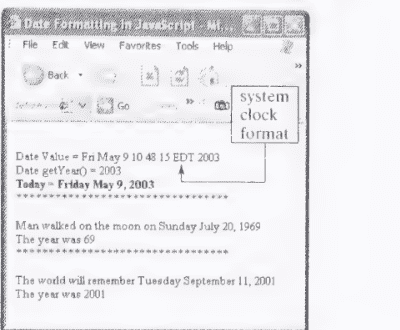 Date Formatting in JavaScript - Mi...
File Edit View Favorites Tools Help
Back
Go
system
clock
format
Date Value = Fri May 9 10 48 15 EDT 2003
Date getYear() = 2003
Today = Friday May 9, 2003
********************************
Man walked on the moon on Sunday July 20, 1969
The year was 69
********************************
The world will remember Tuesday September 11, 2001
The year was 2001